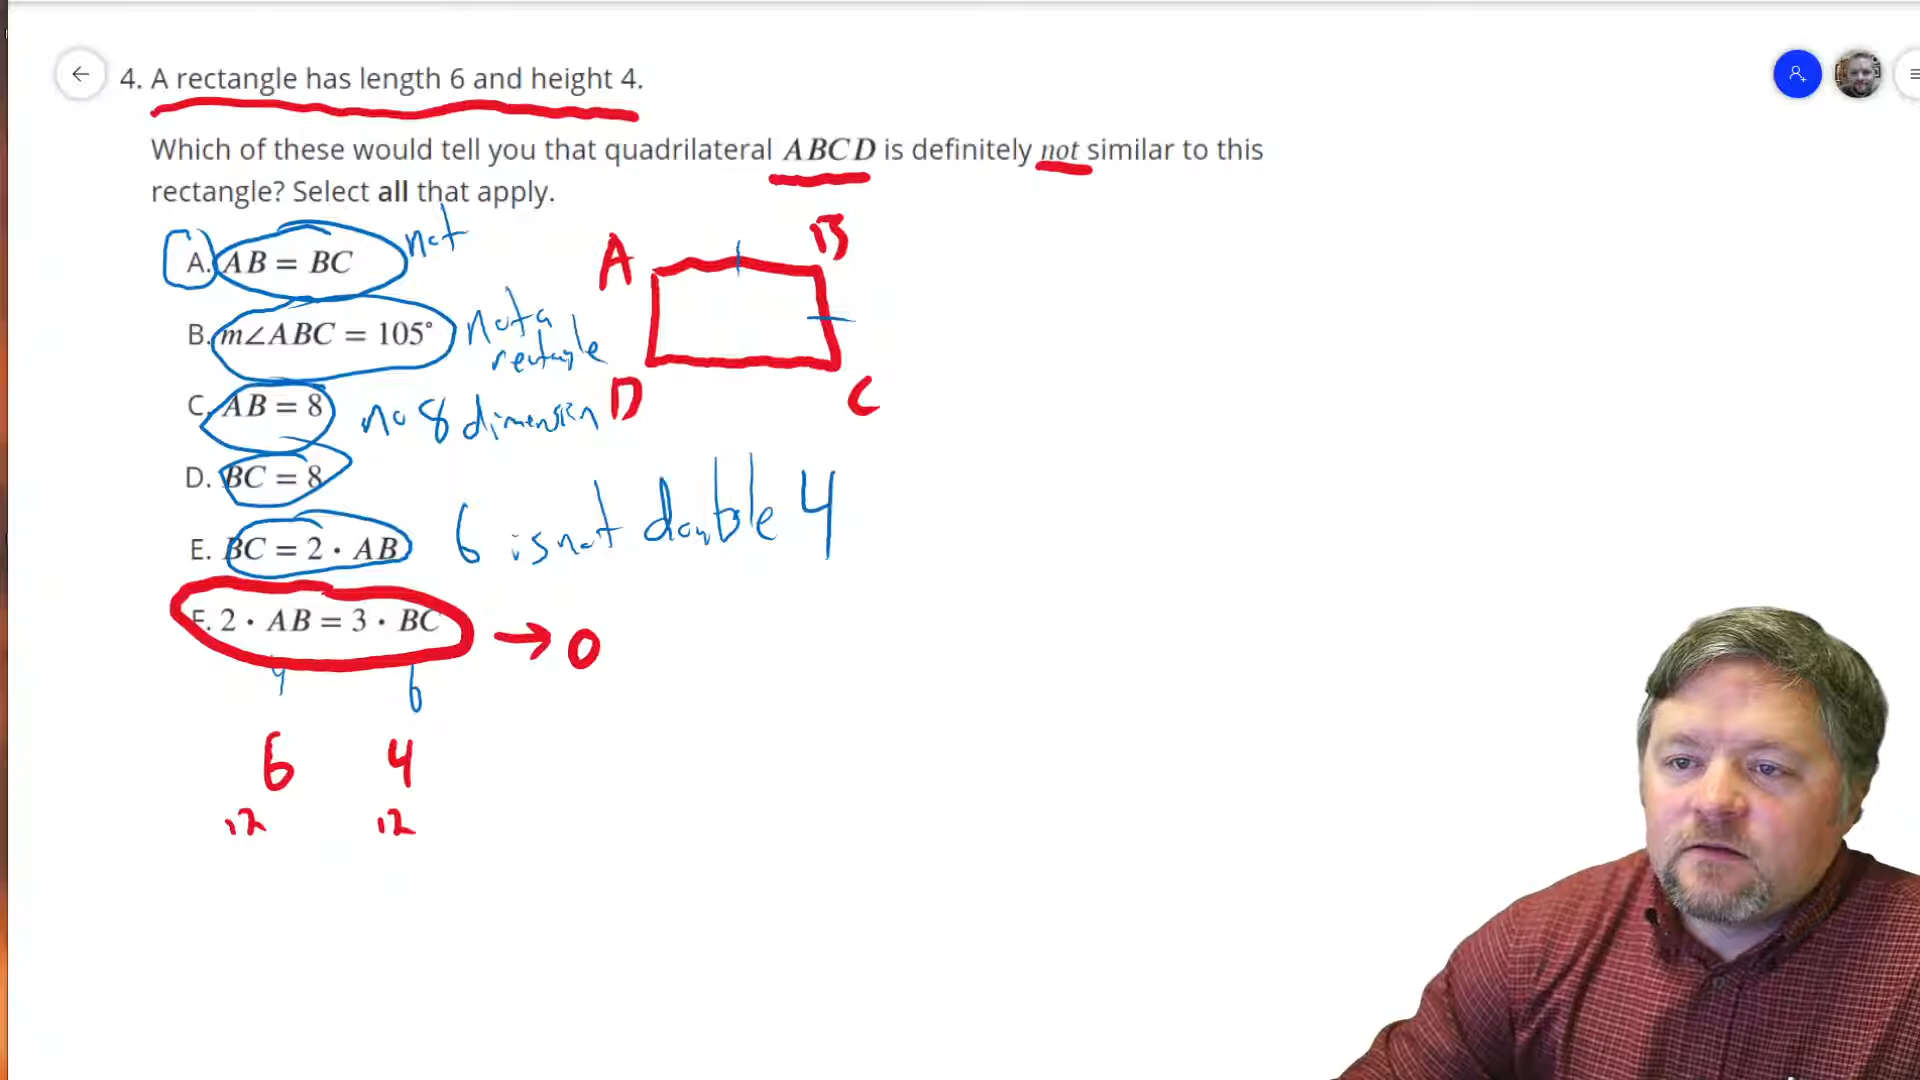 4. A rectangle has length 6 and height 4.
Which of these would tell you that quadrilateral ABCD is definitely not similar to this
rectangle? Select all that apply.
A. AB = BC not
B. m∠ABC = 105° not a
rectangle
C. AB = 8 no 8 dimension
D. BC = 8
E. BC = 2 · AB 6 is not double 4
F. 2 · AB = 3 · BC → 0
4 6
6 4
12 12
A B
D C